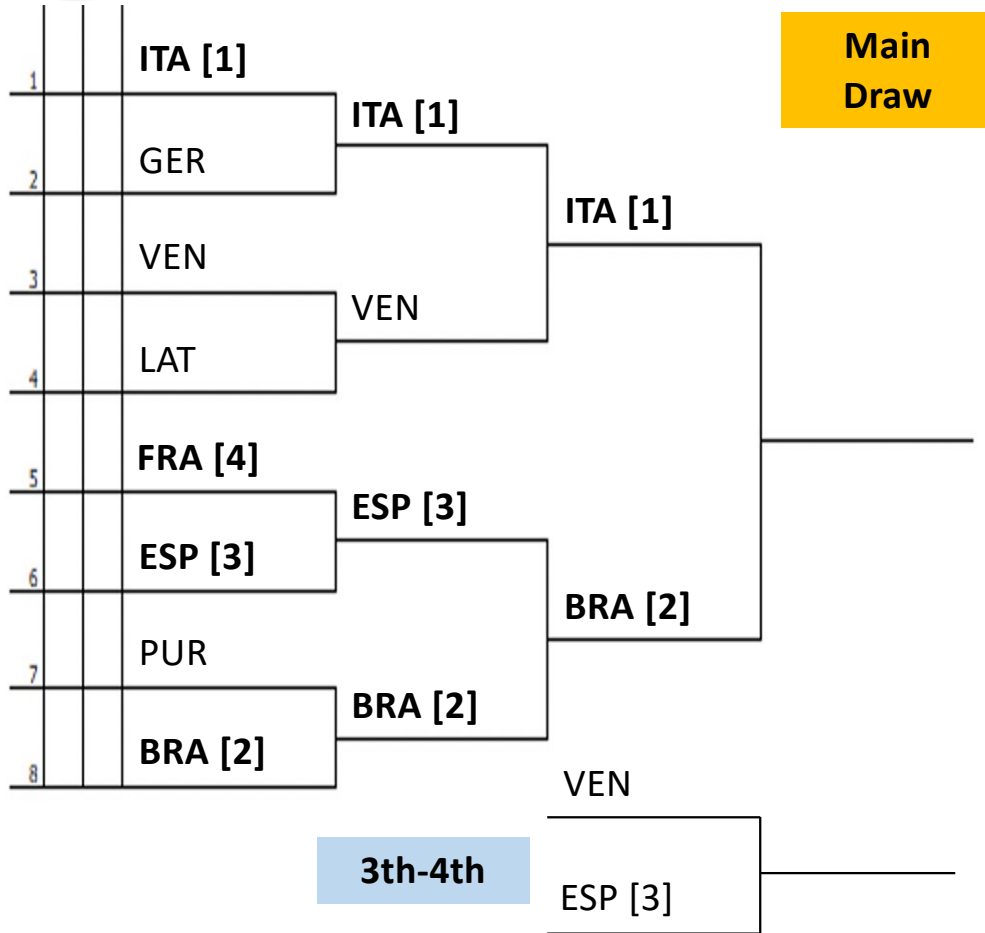 Main
Draw
1
ITA [1]
2
GER
3
VEN
4
LAT
5
FRA [4]
6
ESP [3]
7
PUR
8
BRA [2]
ITA [1]
VEN
ESP [3]
BRA [2]
ITA [1]
BRA [2]
3th-4th
VEN
ESP [3]